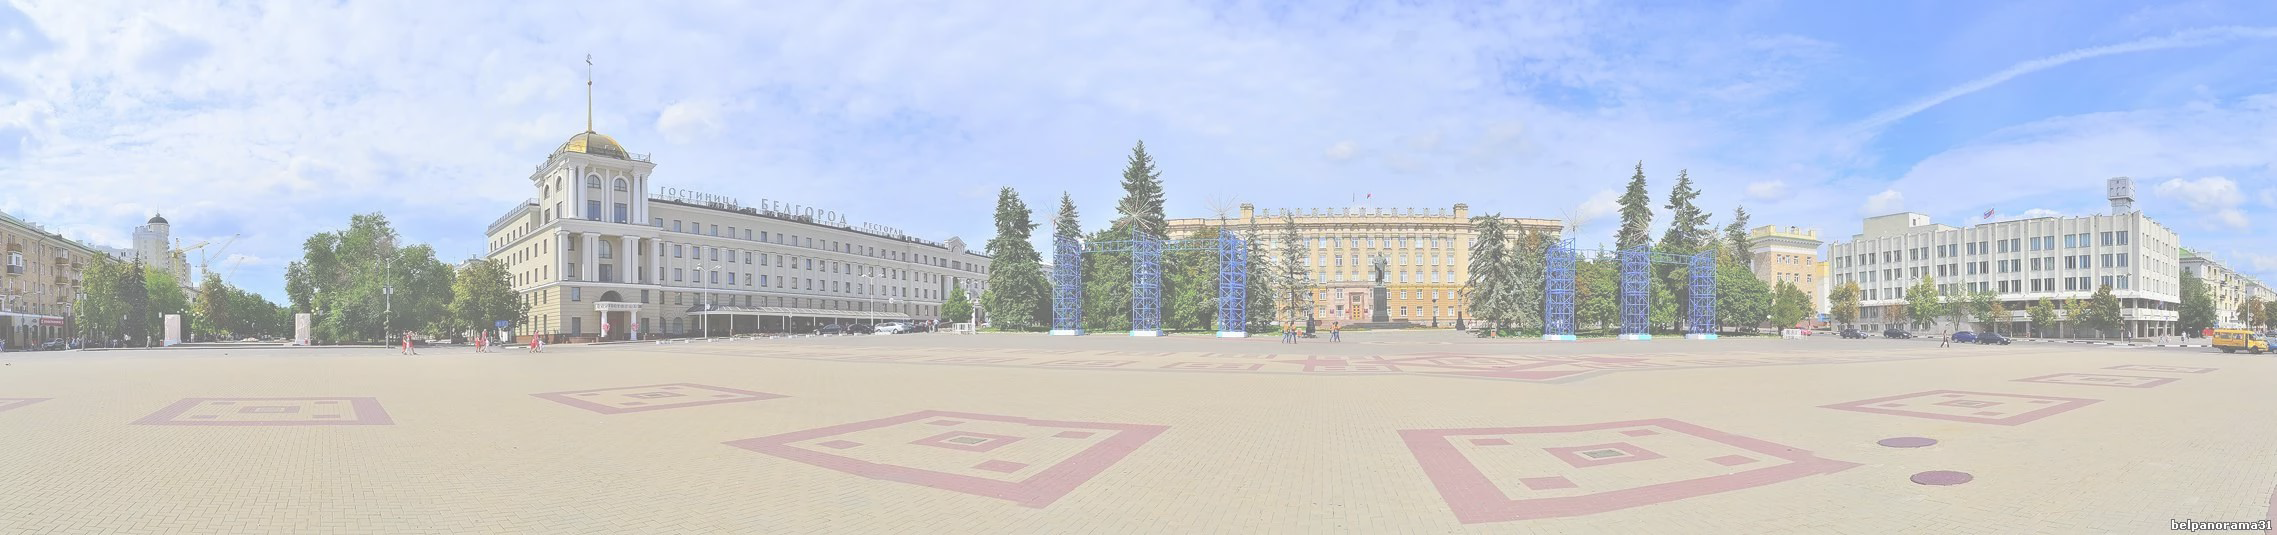 ГОСТИНИЦА БЕЛГОРОД РЕСТОРАН
belpanorama31